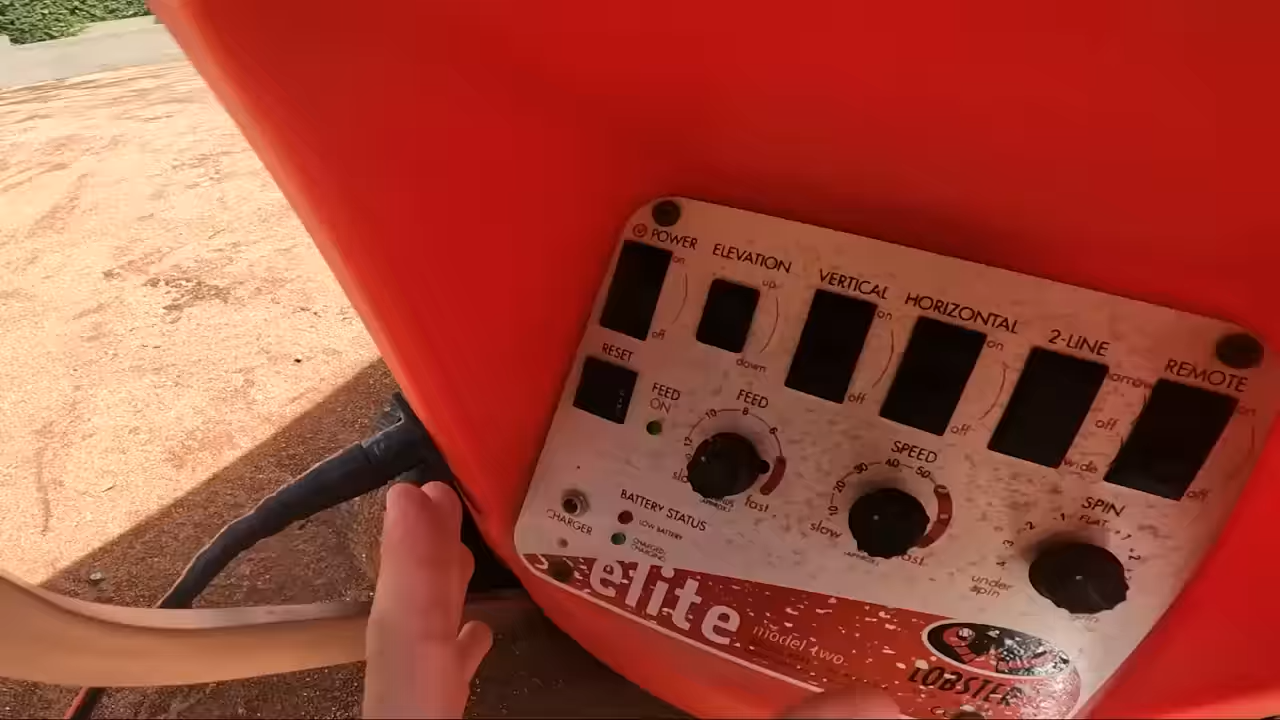 POWER
on
off
ELEVATION
up
down
VERTICAL
on
off
HORIZONTAL
on
off
2-LINE
narrow
off
wide
REMOTE
on
off
RESET
FEED
ON
FEED
12 10 8 6
fast
SPEED
10 20 30 40 50
slow
SPIN
FLAT
4 3 2 1
1 2
under
spin
CHARGER
BATTERY STATUS
LOW BATTERY
CHARGED
CHARGING
elite
model two
LOBSTER